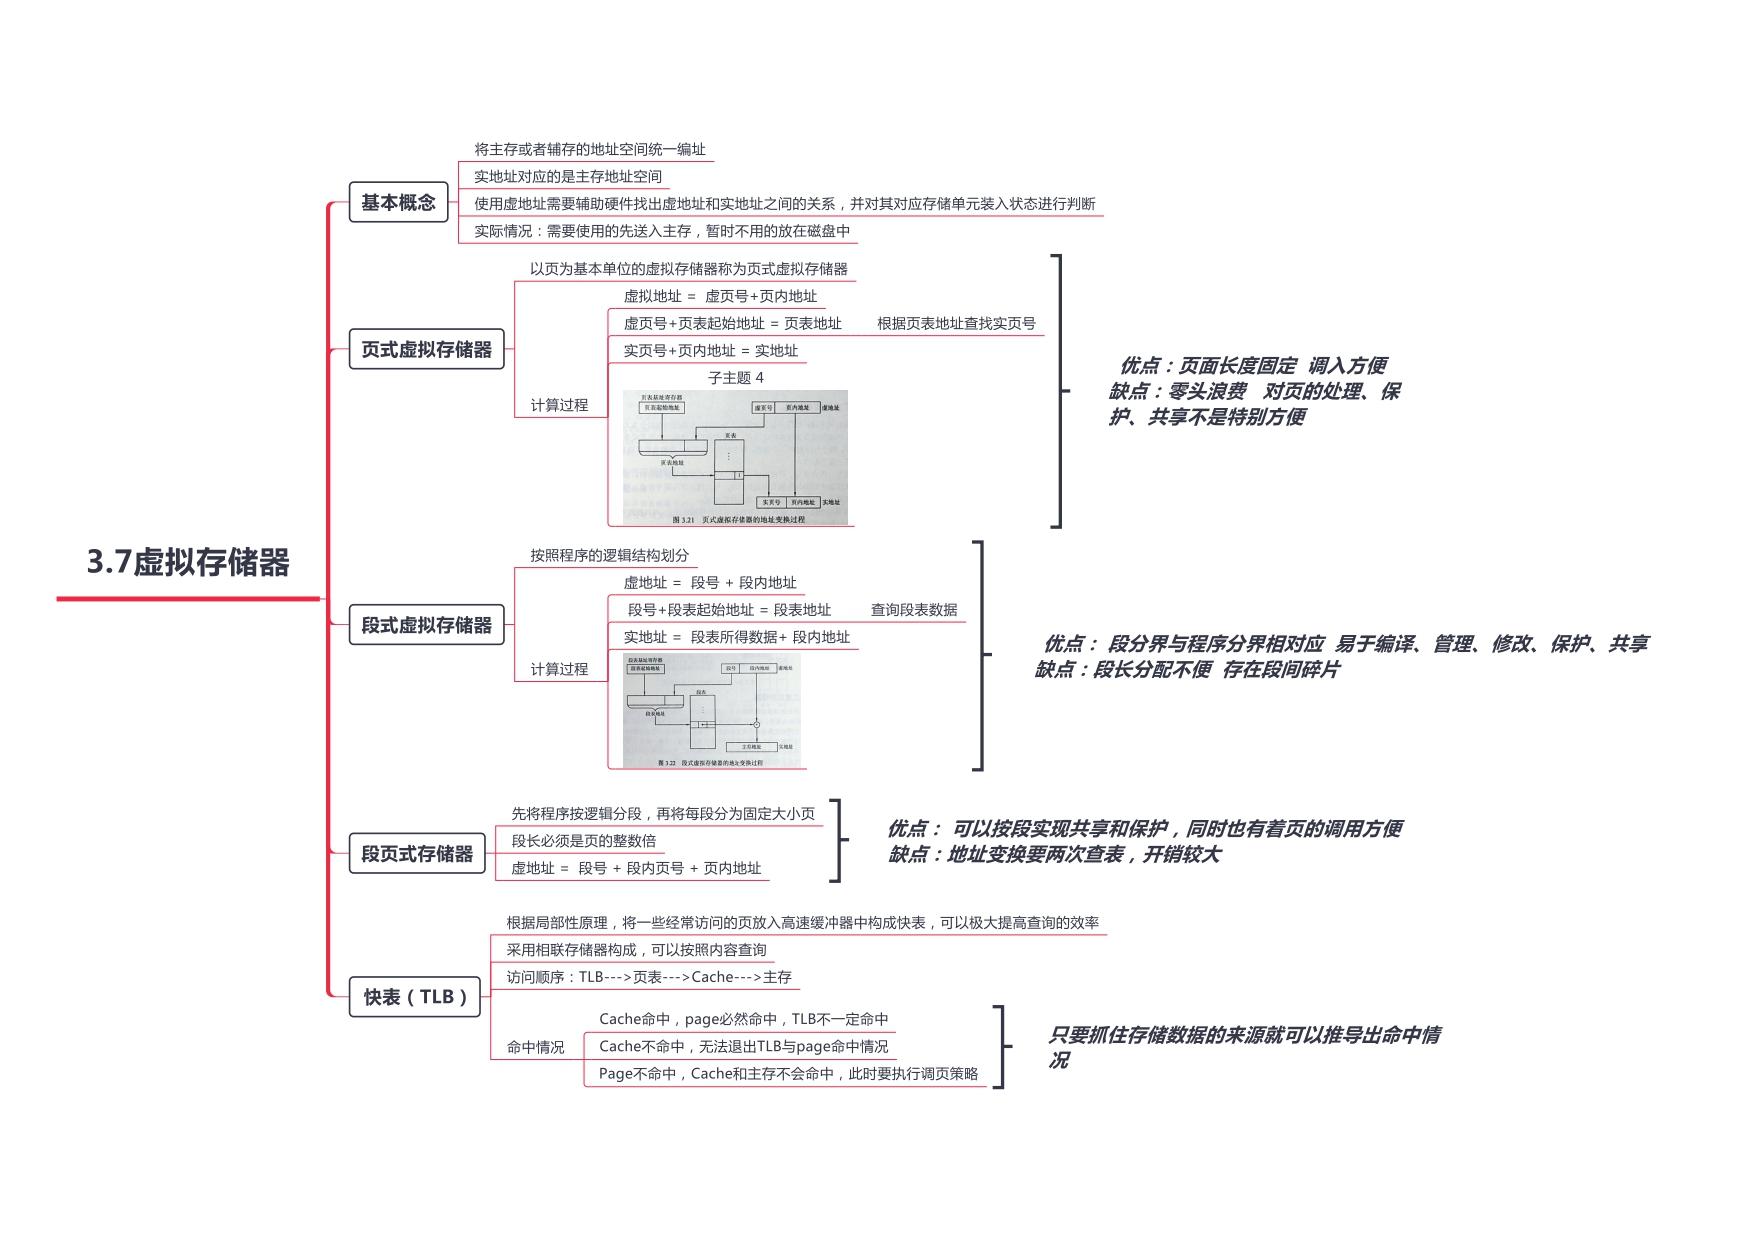 3.7虚拟存储器
基本概念
将主存或者辅存的地址空间统一编址
实地址对应的是主存地址空间
使用虚地址需要辅助硬件找出虚地址和实地址之间的关系，并对其对应存储单元装入状态进行判断
实际情况：需要使用的先送入主存，暂时不用的放在磁盘中
页式虚拟存储器
以页为基本单位的虚拟存储器称为页式虚拟存储器
计算过程
虚拟地址 = 虚页号+页内地址
虚页号+页表起始地址 = 页表地址
根据页表地址查找实页号
实页号+页内地址 = 实地址
子主题 4
页表基址寄存器
页表起始地址
虚页号 页内地址 虚地址
页表
页表地址
实页号 页内地址 实地址
图 3.21 页式虚拟存储器的地址变换过程
优点：页面长度固定 调入方便
缺点：零头浪费 对页的处理、保
护、共享不是特别方便
段式虚拟存储器
按照程序的逻辑结构划分
计算过程
虚地址 = 段号 + 段内地址
段号+段表起始地址 = 段表地址
查询段表数据
实地址 = 段表所得数据+ 段内地址
段表基址寄存器
段表起始地址
段号 段内地址 虚地址
段表
段表地址
主存地址 实地址
图 3.22 段式虚拟存储器的地址变换过程
优点： 段分界与程序分界相对应 易于编译、管理、修改、保护、共享
缺点：段长分配不便 存在段间碎片
段页式存储器
先将程序按逻辑分段，再将每段分为固定大小页
段长必须是页的整数倍
虚地址 = 段号 + 段内页号 + 页内地址
优点： 可以按段实现共享和保护，同时也有着页的调用方便
缺点：地址变换要两次查表，开销较大
快表（TLB）
根据局部性原理，将一些经常访问的页放入高速缓冲器中构成快表，可以极大提高查询的效率
采用相联存储器构成，可以按照内容查询
访问顺序：TLB--->页表--->Cache--->主存
命中情况
Cache命中，page必然命中，TLB不一定命中
Cache不命中，无法退出TLB与page命中情况
Page不命中，Cache和主存不会命中，此时要执行调页策略
只要抓住存储数据的来源就可以推导出命中情
况